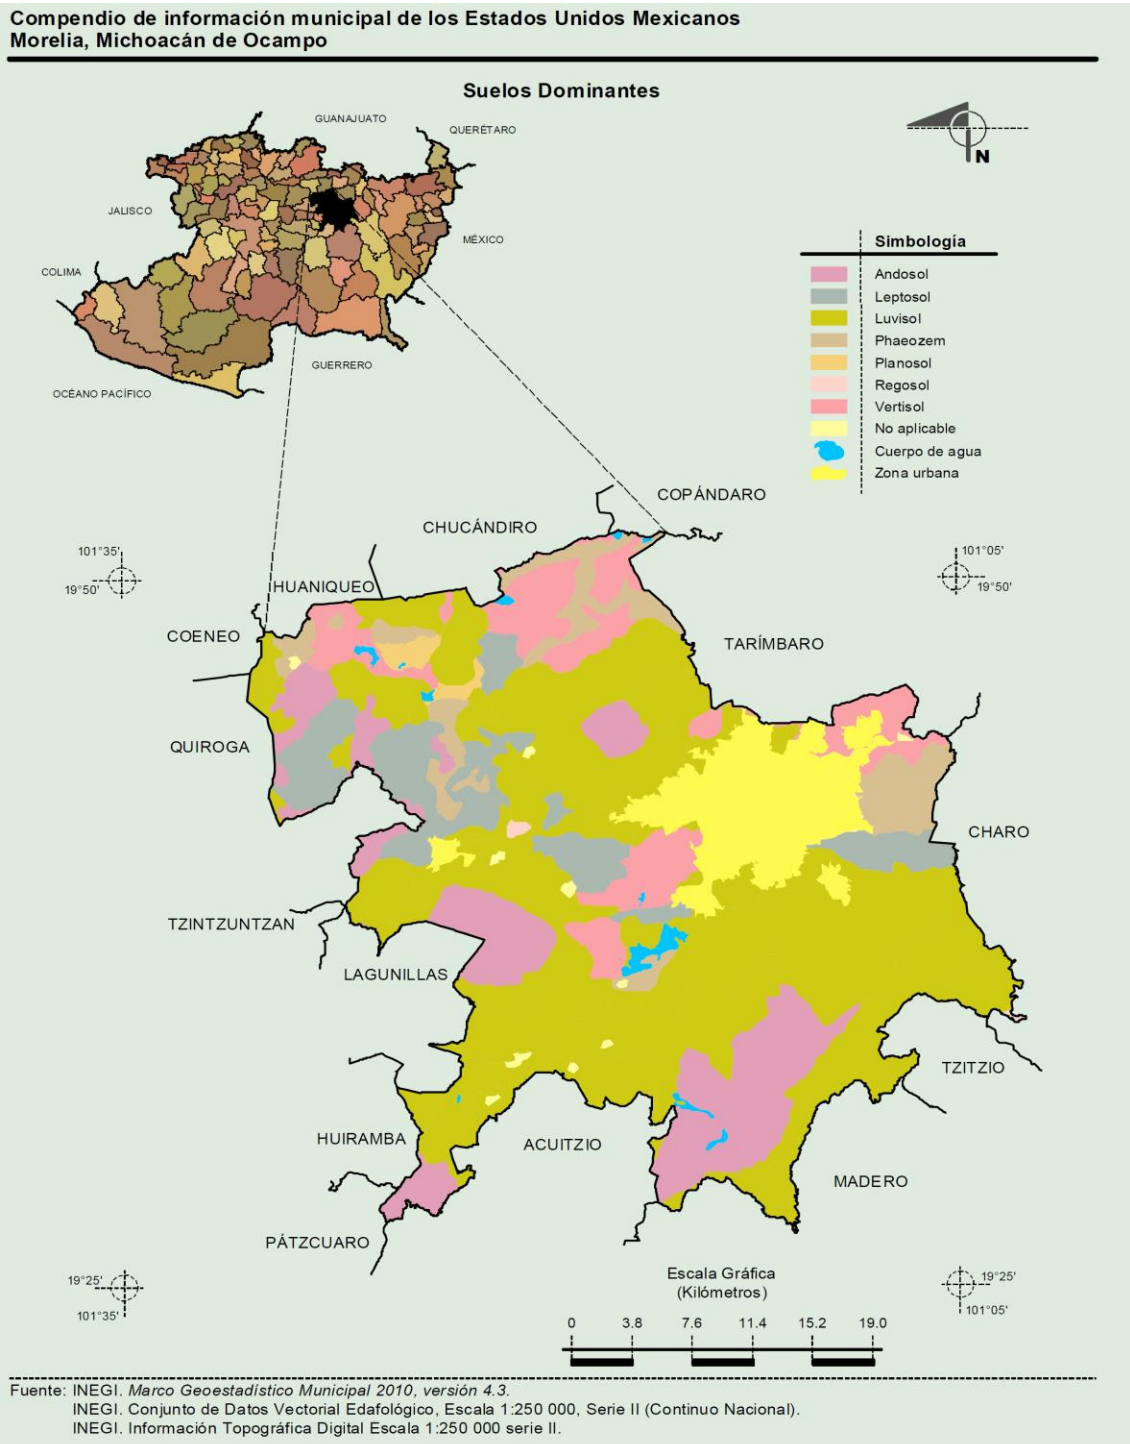 Compendio de información municipal de los Estados Unidos Mexicanos
Morelia, Michoacán de Ocampo
Suelos Dominantes
GUANAJUATO
QUERÉTARO
N
JALISCO
MÉXICO
COLIMA
GUERRERO
OCÉANO PACÍFICO
Simbología
Andosol
Leptosol
Luvisol
Phaeozem
Planosol
Regosol
Vertisol
No aplicable
Cuerpo de agua
Zona urbana
COPÁNDARO
CHUCÁNDIRO
101°35'
19°50'
101°05'
19°50'
HUANIQUEO
COENEO
TARÍMBARO
QUIROGA
CHARO
TZINTZUNTZAN
LAGUNILLAS
TZITZIO
HUIRAMBA
ACUITZIO
MADERO
PÁTZCUARO
19°25'
101°35'
19°25'
101°05'
Escala Gráfica
(Kilómetros)
0 3.8 7.6 11.4 15.2 19.0
Fuente: INEGI. Marco Geoestadístico Municipal 2010, versión 4.3.
INEGI. Conjunto de Datos Vectorial Edafológico, Escala 1:250 000, Serie II (Continuo Nacional).
INEGI. Información Topográfica Digital Escala 1:250 000 serie II.